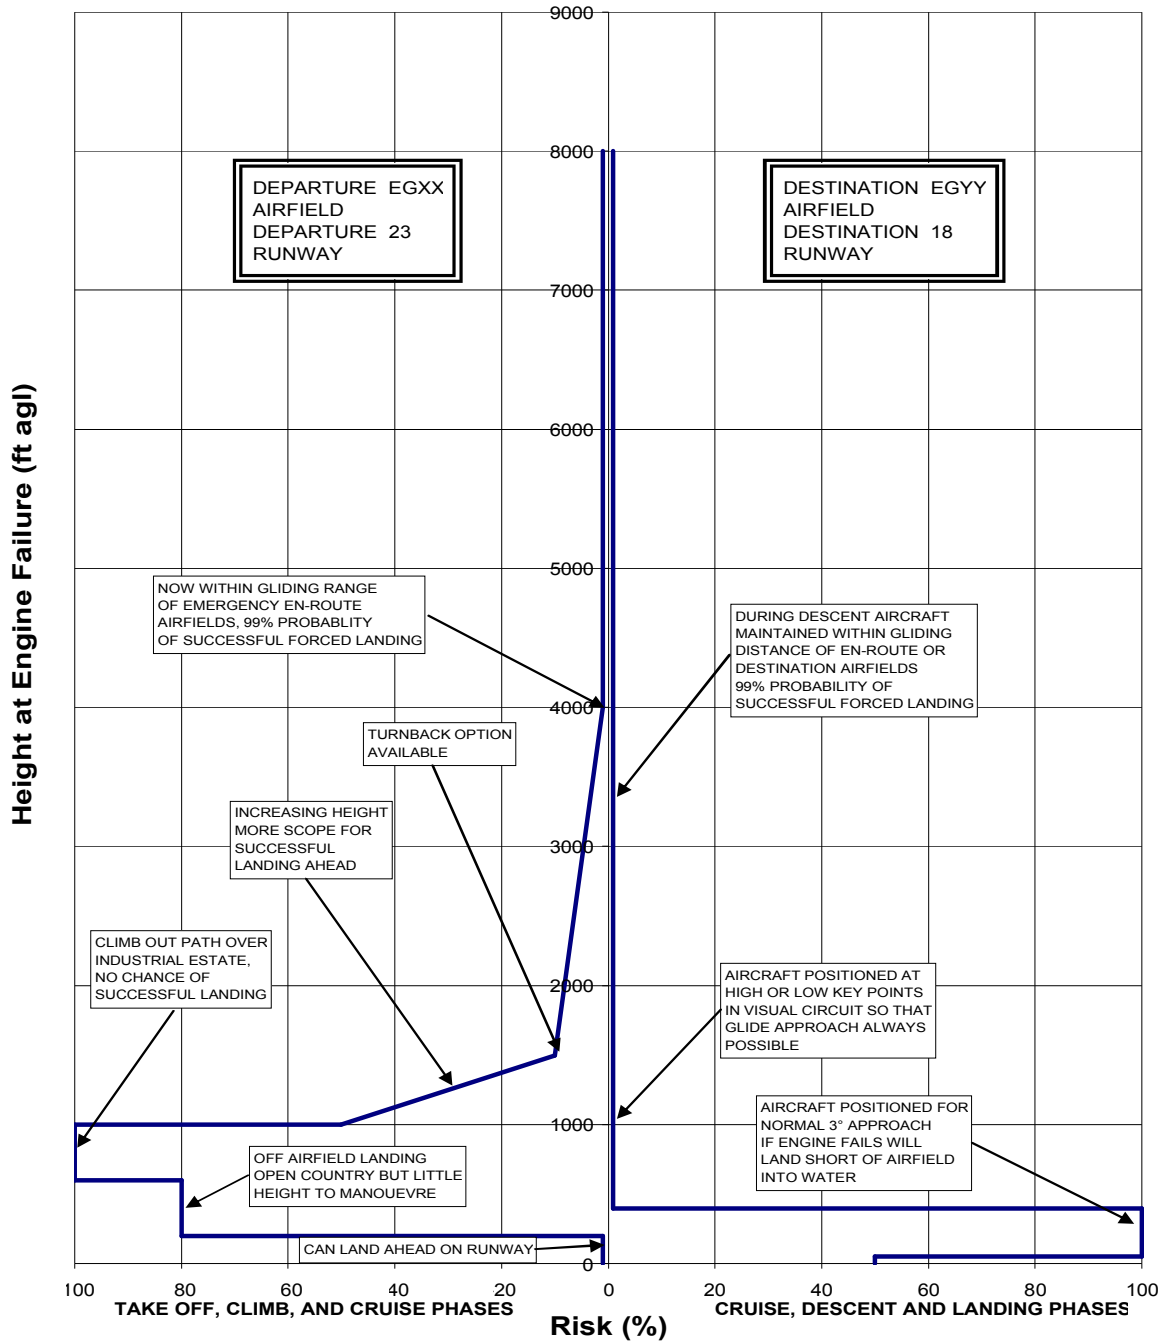 9000
8000
DEPARTURE EGXX
AIRFIELD
DEPARTURE 23
RUNWAY
DESTINATION EGYY
AIRFIELD
DESTINATION 18
RUNWAY
7000
6000
Height at Engine Failure (ft agl)
5000
NOW WITHIN GLIDING RANGE
OF EMERGENCY EN-ROUTE
AIRFIELDS, 99% PROBABLITY
OF SUCCESSFUL FORCED LANDING
DURING DESCENT AIRCRAFT
MAINTAINED WITHIN GLIDING
DISTANCE OF EN-ROUTE OR
DESTINATION AIRFIELDS
99% PROBABILITY OF
SUCCESSFUL FORCED LANDING
4000
TURNBACK OPTION
AVAILABLE
INCREASING HEIGHT
MORE SCOPE FOR
SUCCESSFUL
LANDING AHEAD
3000
CLIMB OUT PATH OVER
INDUSTRIAL ESTATE,
NO CHANCE OF
SUCCESSFUL LANDING
2000
AIRCRAFT POSITIONED AT
HIGH OR LOW KEY POINTS
IN VISUAL CIRCUIT SO THAT
GLIDE APPROACH ALWAYS
POSSIBLE
1000
AIRCRAFT POSITIONED FOR
NORMAL 3° APPROACH
IF ENGINE FAILS WILL
LAND SHORT OF AIRFIELD
INTO WATER
OFF AIRFIELD LANDING
OPEN COUNTRY BUT LITTLE
HEIGHT TO MANOUEVRE
CAN LAND AHEAD ON RUNWAY
0
100 80 60 40 20 0 20 40 60 80 100
TAKE OFF, CLIMB, AND CRUISE PHASES
CRUISE, DESCENT AND LANDING PHASES
Risk (%)